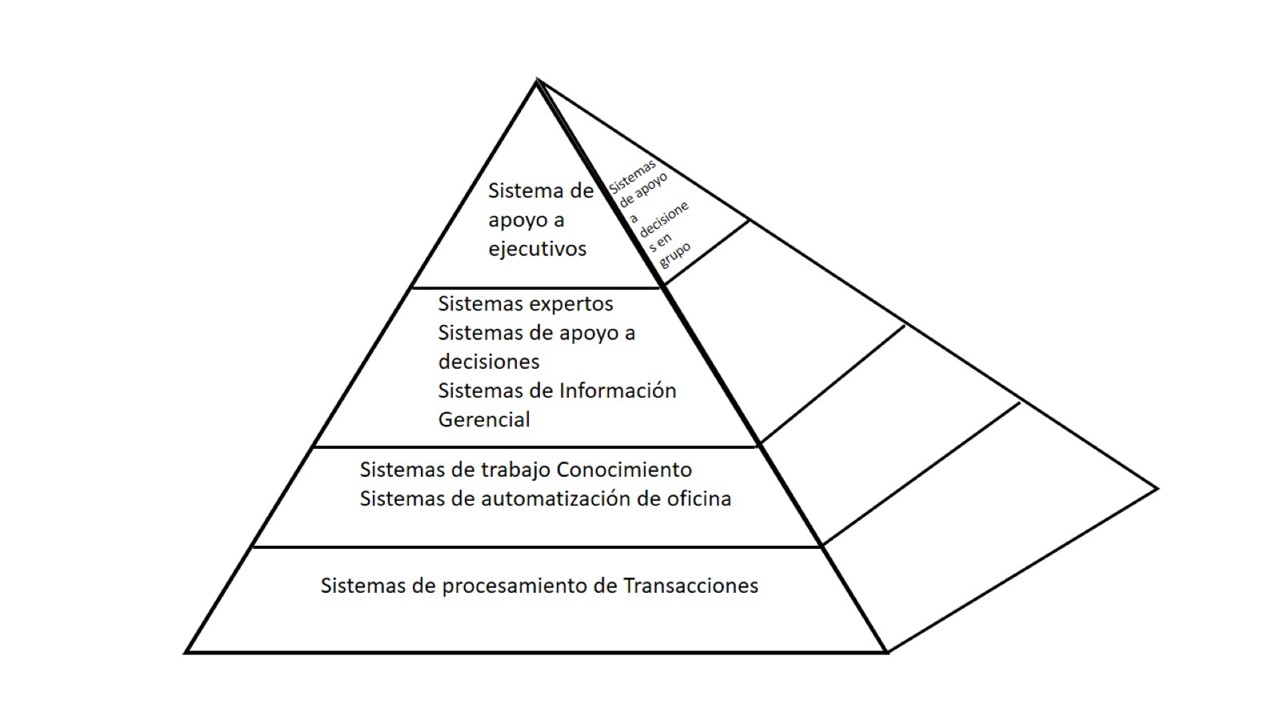 Sistema de
apoyo a
ejecutivos
Sistemas
de apoyo
a
decisione
s en
grupo
Sistemas expertos
Sistemas de apoyo a
decisiones
Sistemas de Información
Gerencial
Sistemas de trabajo Conocimiento
Sistemas de automatización de oficina
Sistemas de procesamiento de Transacciones